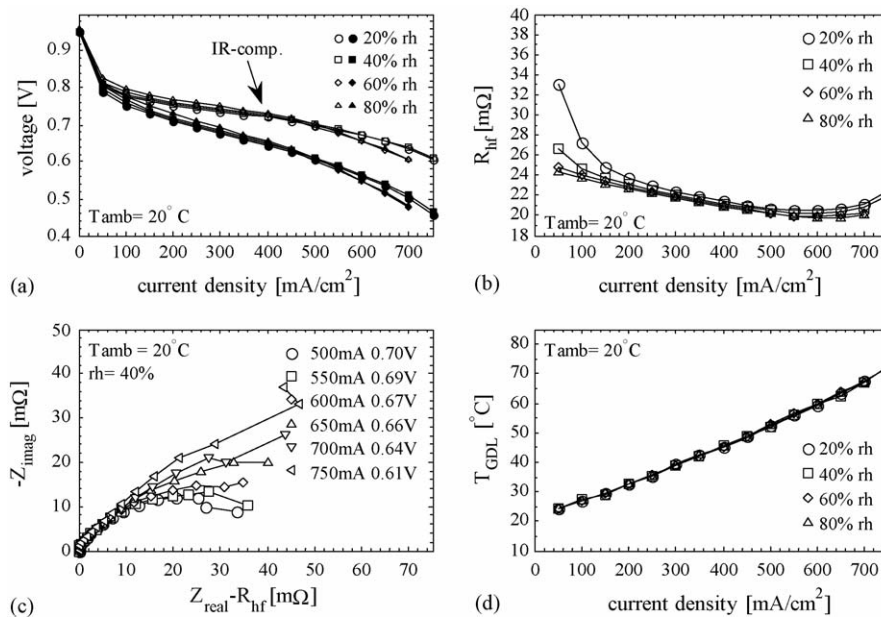 0.9
0.8
0.7
0.6
0.5
0.4
voltage [V]
IR-comp.
20% rh
40% rh
60% rh
80% rh
Tamb= 20°C
0 100 200 300 400 500 600 700
(a) current density [mA/cm²]
40
38
36
34
32
30
28
26
24
22
20
18
R_hf [mΩ]
20% rh
40% rh
60% rh
80% rh
Tamb= 20°C
0 100 200 300 400 500 600 700
(b) current density [mA/cm²]
50
40
30
20
10
0
-Z_imag [mΩ]
Tamb = 20°C
rh= 40%
500mA 0.70V
550mA 0.69V
600mA 0.67V
650mA 0.66V
700mA 0.64V
750mA 0.61V
0 10 20 30 40 50 60 70
(c) Z_real-R_hf [mΩ]
80
70
60
50
40
30
20
10
T_GDL [°C]
Tamb= 20°C
20% rh
40% rh
60% rh
80% rh
0 100 200 300 400 500 600 700
(d) current density [mA/cm²]